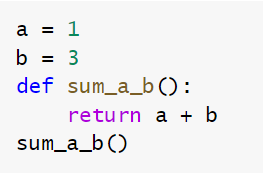 a = 1
b = 3
def sum_a_b():
    return a + b
sum_a_b()